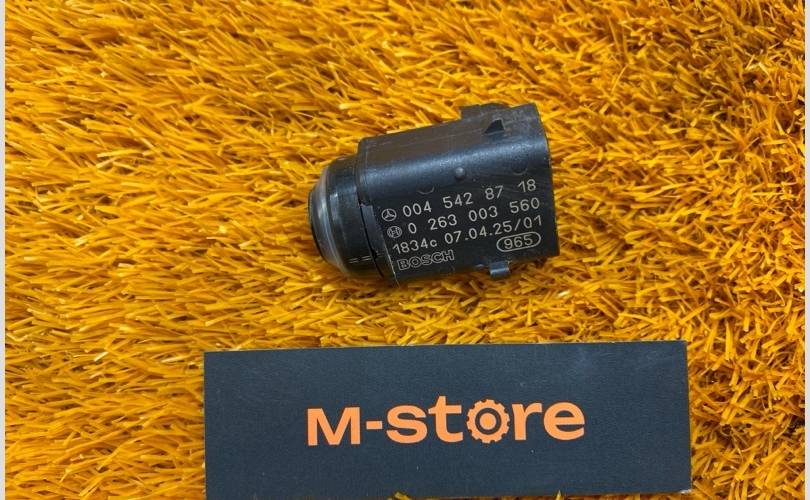 004 542 87 18
0 263 003 560
1834c 07.04.25/01
965
BOSCH
M-store